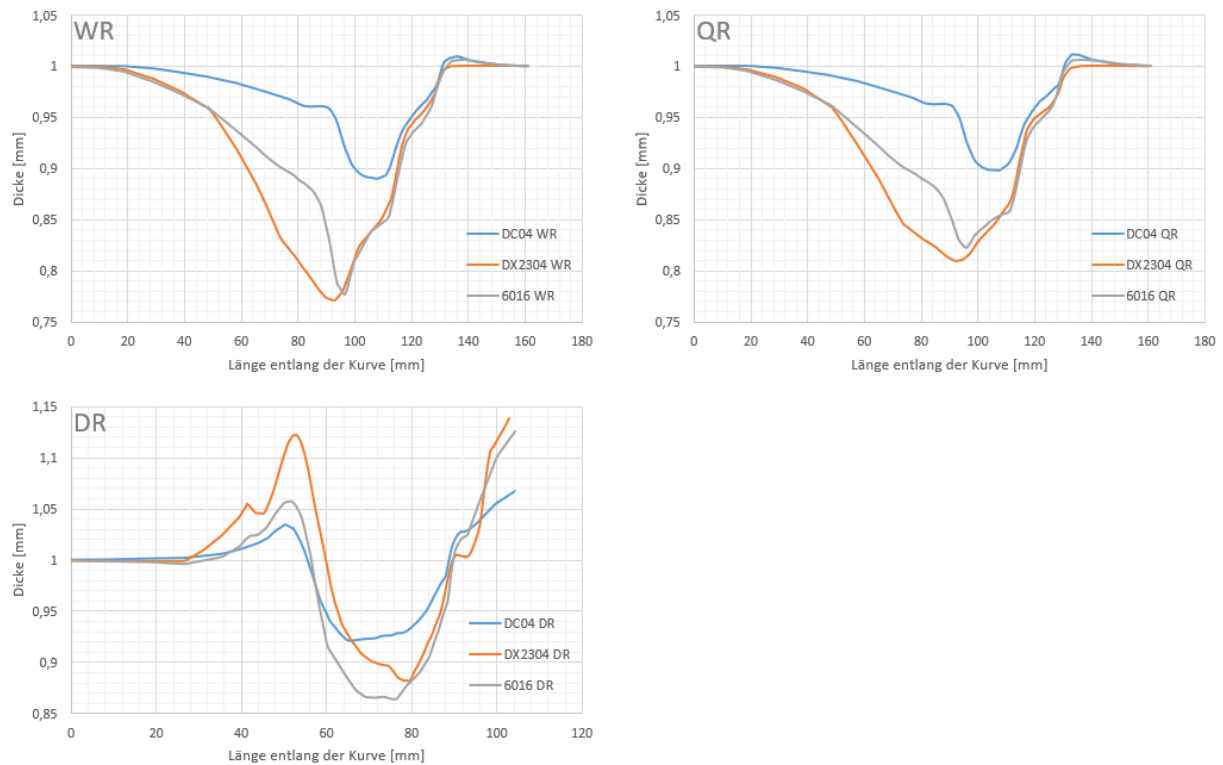 WR
1,05
1
0,95
0,9
0,85
0,8
0,75
Dicke [mm]
DC04 WR
DX2304 WR
6016 WR
0 20 40 60 80 100 120 140 160 180
Länge entlang der Kurve [mm]
QR
1,05
1
0,95
0,9
0,85
0,8
0,75
Dicke [mm]
DC04 QR
DX2304 QR
6016 QR
0 20 40 60 80 100 120 140 160 180
Länge entlang der Kurve [mm]
DR
1,15
1,1
1,05
1
0,95
0,9
0,85
Dicke [mm]
DC04 DR
DX2304 DR
6016 DR
0 20 40 60 80 100 120
Länge entlang der Kurve [mm]